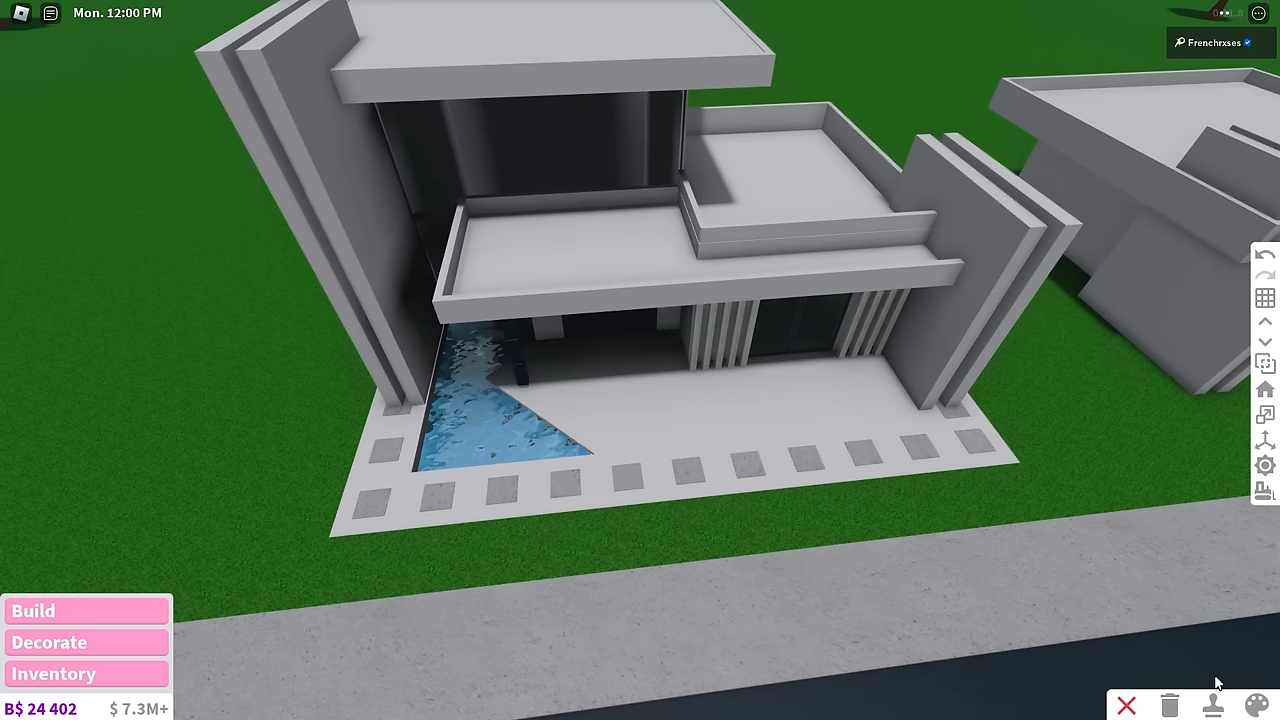 Mon. 12:00 PM
Frenchrxses
Build
Decorate
Inventory
B$ 24 402 $ 7.3M+